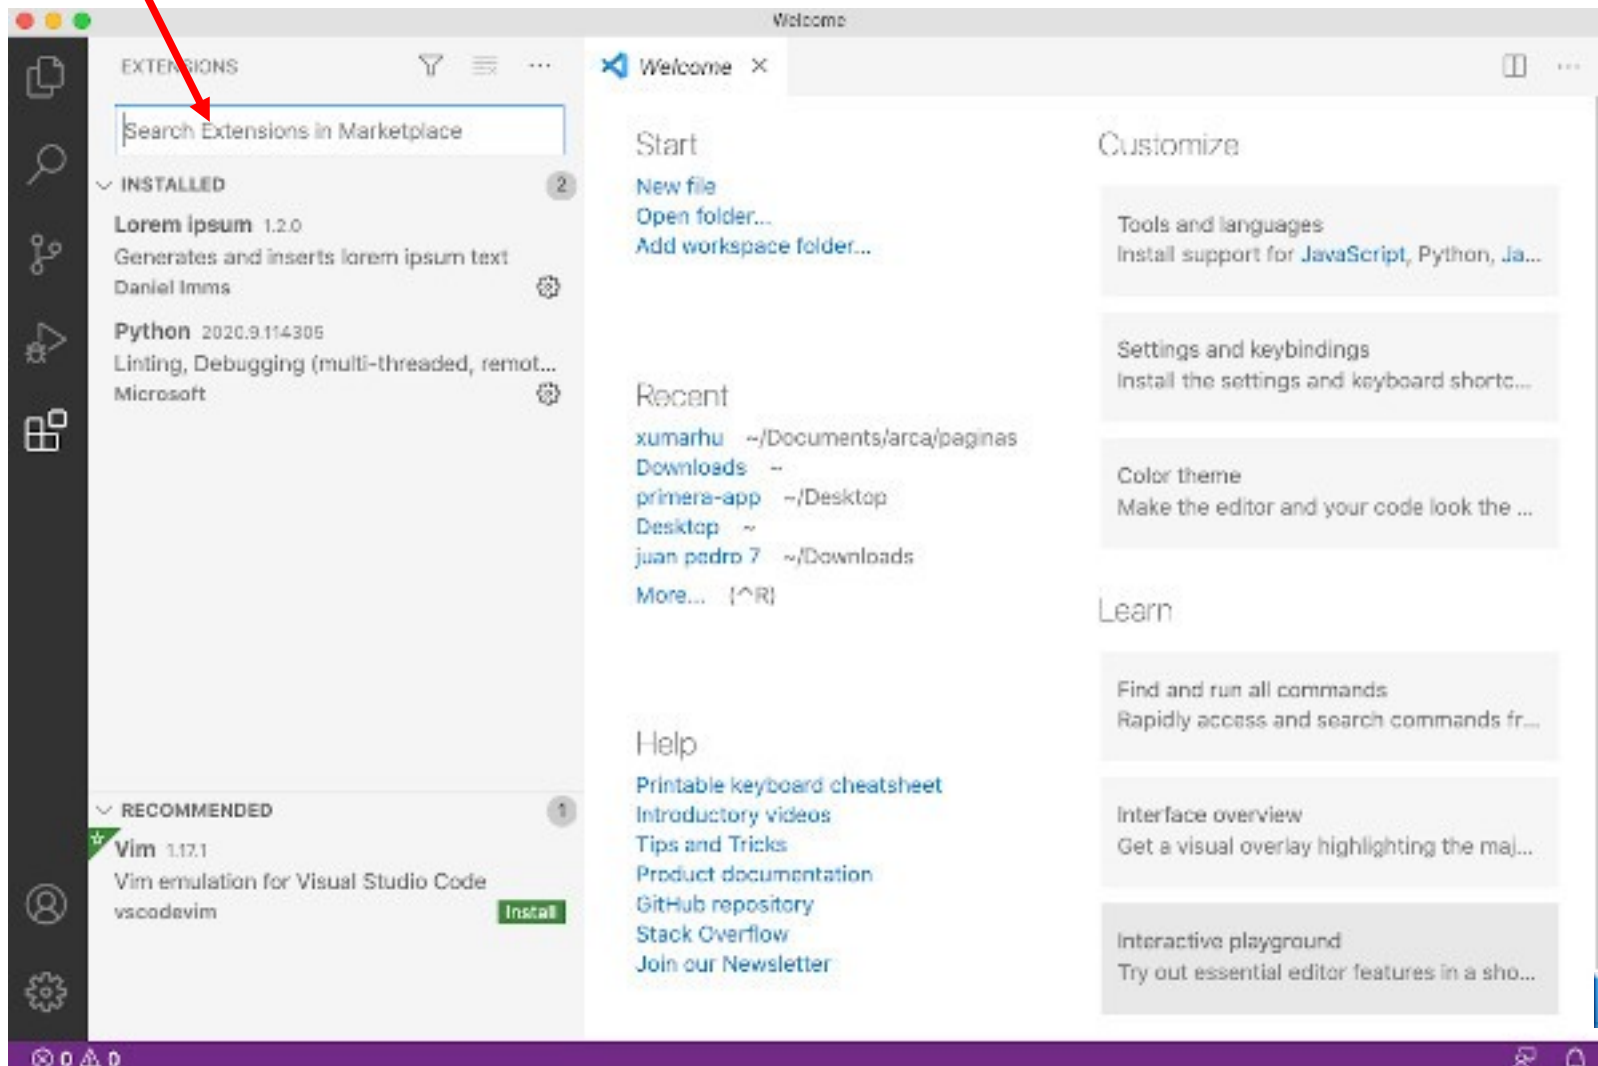 Welcome
EXTENSIONS
Search Extensions in Marketplace
INSTALLED
2
Lorem ipsum 1.2.0
Generates and inserts lorem ipsum text
Daniel Imms
Python 2020.9.114305
Linting, Debugging (multi-threaded, remot...
Microsoft
RECOMMENDED
1
Vim 1.17.1
Vim emulation for Visual Studio Code
vscodevim
Install
Welcome
Start
New file
Open folder...
Add workspace folder...
Recent
xumarhu ~/Documents/arca/paginas
Downloads ~
primera-app ~/Desktop
Desktop ~
juan pedro 7 ~/Downloads
More... (^R)
Help
Printable keyboard cheatsheet
Introductory videos
Tips and Tricks
Product documentation
GitHub repository
Stack Overflow
Join our Newsletter
Customize
Tools and languages
Install support for JavaScript, Python, Ja...
Settings and keybindings
Install the settings and keyboard shortc...
Color theme
Make the editor and your code look the ...
Learn
Find and run all commands
Rapidly access and search commands fr...
Interface overview
Get a visual overlay highlighting the maj...
Interactive playground
Try out essential editor features in a sho...
0 0